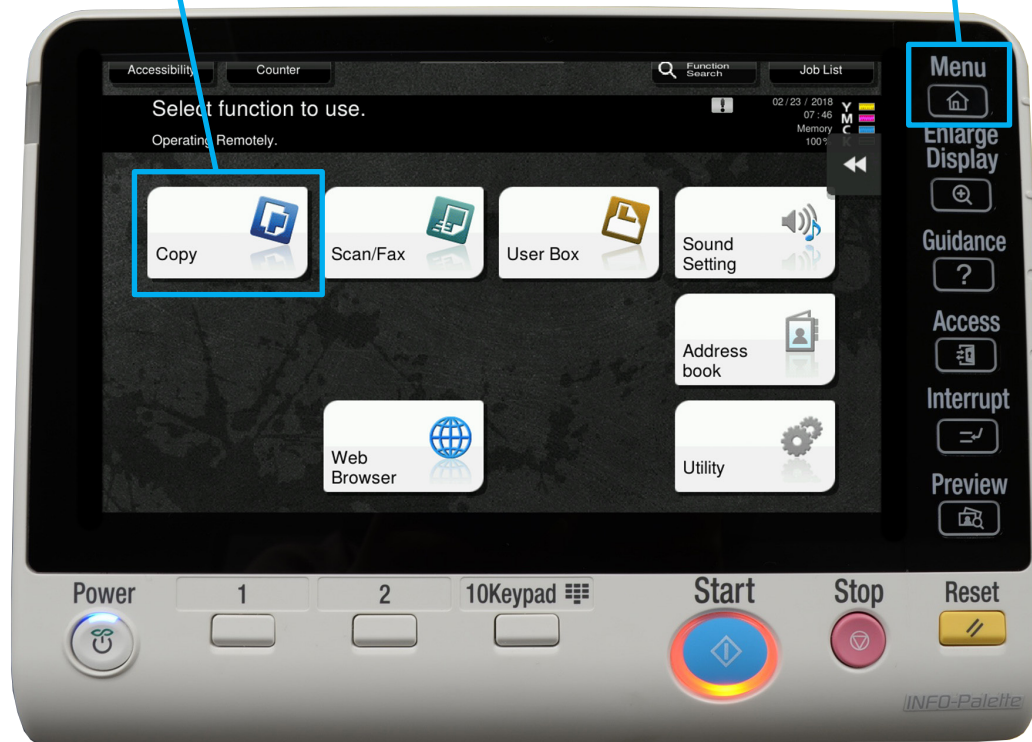 Accessibility
Counter
Function
Search
Job List
Select function to use.
Operating Remotely.
02 / 23 / 2018
07 : 46
Memory
100 %
Y
M
C
K
Copy
Scan/Fax
User Box
Sound
Setting
Address
book
Web
Browser
Utility
Menu
Enlarge
Display
Guidance
?
Access
Interrupt
Preview
Power
1
2
10Keypad
Start
Stop
Reset
INFO-Palette